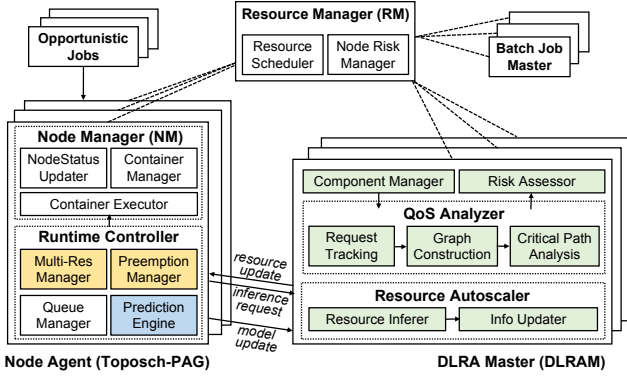 Resource Manager (RM)
Resource
Scheduler
Node Risk
Manager
Opportunistic
Jobs
Batch Job
Master
Node Manager (NM)
NodeStatus
Updater
Container
Manager
Container Executor
Runtime Controller
Multi-Res
Manager
Preemption
Manager
Queue
Manager
Prediction
Engine
Node Agent (Toposch-PAG)
resource
update
inference
request
model
update
Component Manager
Risk Assessor
QoS Analyzer
Request
Tracking
Graph
Construction
Critical Path
Analysis
Resource Autoscaler
Resource Inferer
Info Updater
DLRA Master (DLRAM)